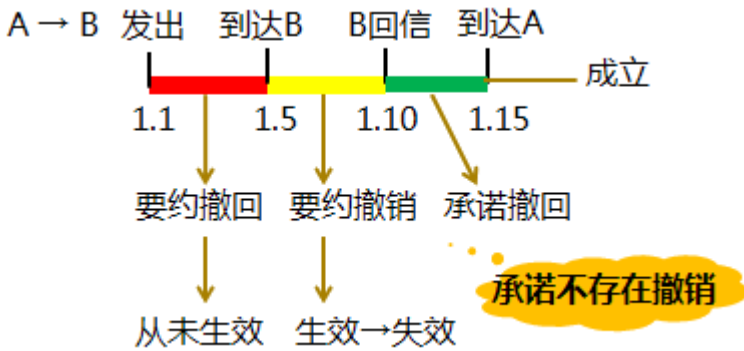 A → B 发出 到达B B回信 到达A
成立
1.1 1.5 1.10 1.15
要约撤回 要约撤销 承诺撤回
承诺不存在撤销
从未生效 生效→失效